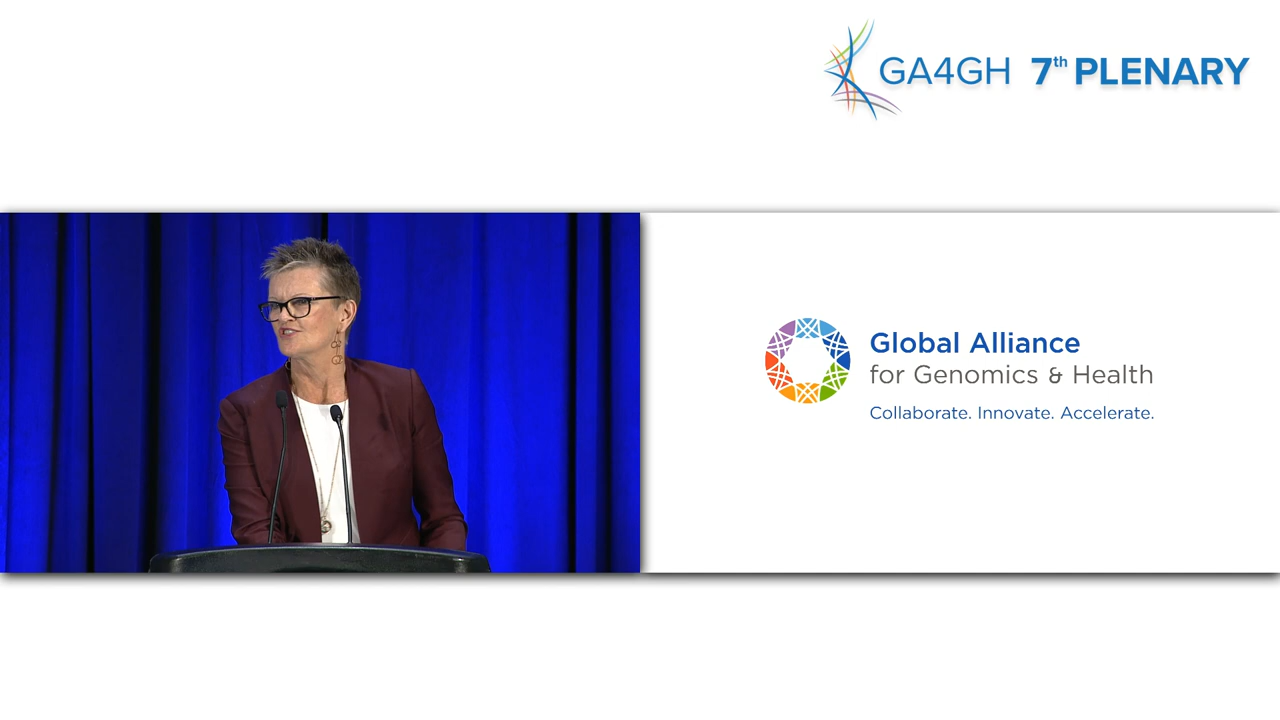 GA4GH 7th PLENARY
Global Alliance
for Genomics & Health
Collaborate. Innovate. Accelerate.